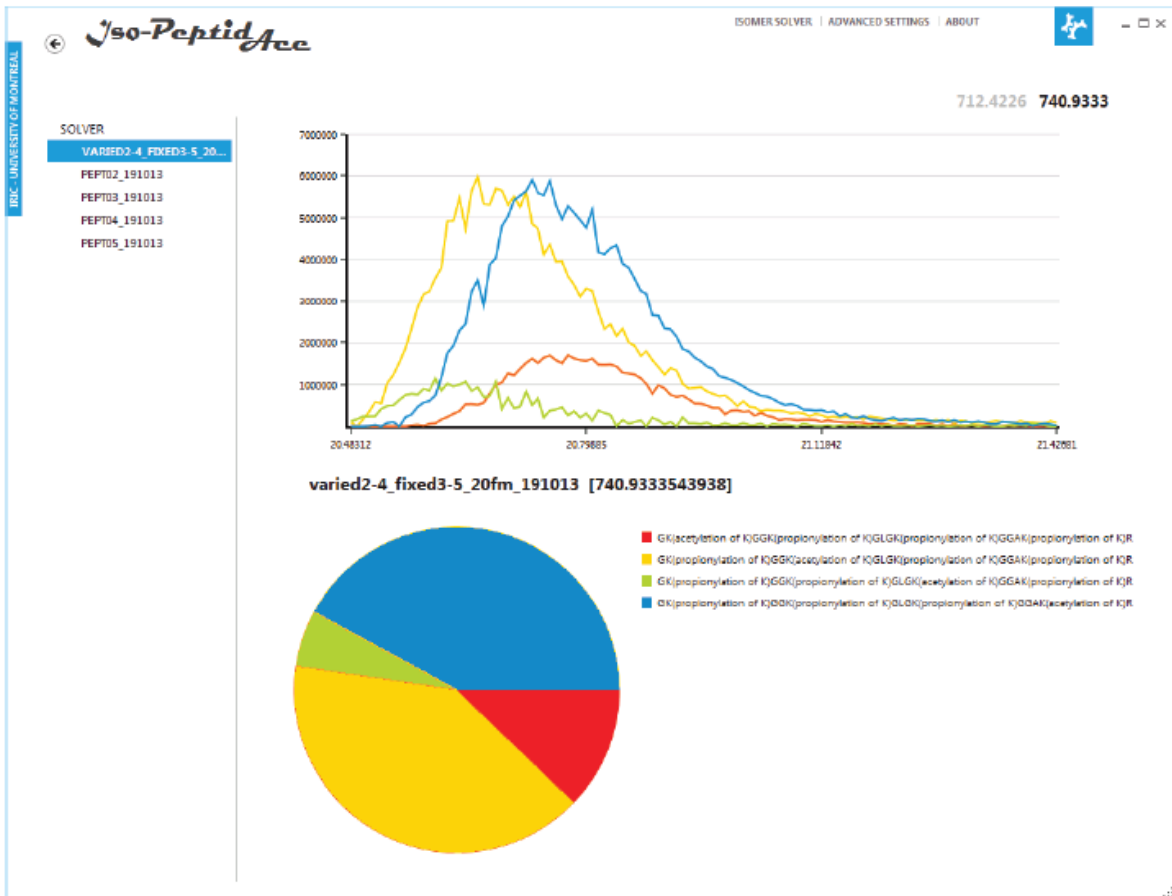 Iso-PeptidAce
ISOMER SOLVER | ADVANCED SETTINGS | ABOUT
IRIC - UNIVERSITY OF MONTREAL
712.4226 740.9333
SOLVER
VARIED2-4_FIXED3-5_20...
PEPT02_191013
PEPT03_191013
PEPT04_191013
PEPT05_191013
7000000
6000000
5000000
4000000
3000000
2000000
1000000
20.48312 20.79885 21.11842 21.42681
varied2-4_fixed3-5_20fm_191013 [740.9333543938]
GK(acetylation of K)GGK(propionylation of K)GLGK(propionylation of K)GGAK(propionylation of K)R
GK(propionylation of K)GGK(acetylation of K)GLGK(propionylation of K)GGAK(propionylation of K)R
GK(propionylation of K)GGK(propionylation of K)GLGK(acetylation of K)GGAK(propionylation of K)R
GK(propionylation of K)GGK(propionylation of K)GLGK(propionylation of K)GGAK(acetylation of K)R